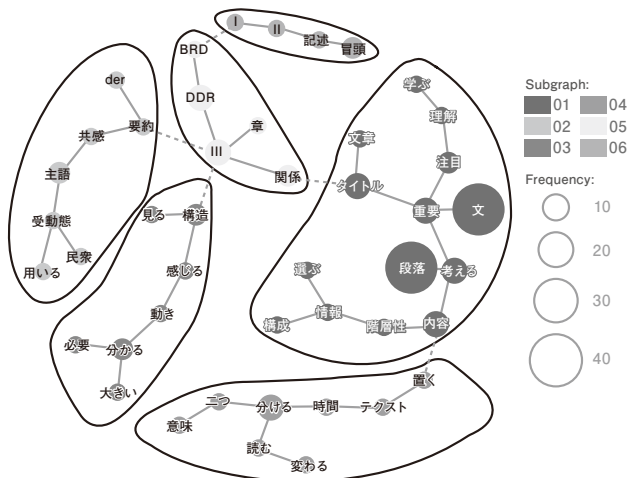 I
II
記述
冒頭
BRD
DDR
III
章
関係
der
要約
共感
主語
受動態
民衆
用いる
見る
構造
感じる
動き
分かる
必要
大きい
学ぶ
理解
文章
注目
タイトル
重要
文
段落
考える
選ぶ
情報
構成
階層性
内容
置く
テクスト
時間
分ける
二つ
意味
読む
変わる
Subgraph:
01 04
02 05
03 06
Frequency:
10
20
30
40